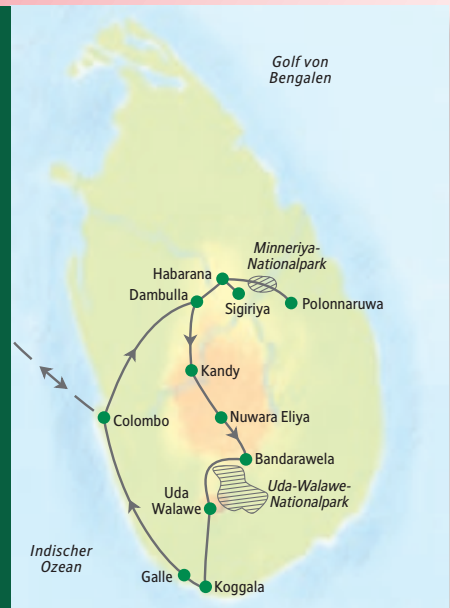 Golf von
Bengalen
Minneriya-
Nationalpark
Habarana
Dambulla
Sigiriya
Polonnaruwa
Kandy
Colombo
Nuwara Eliya
Bandarawela
Uda
Walawe
Uda-Walawe-
Nationalpark
Indischer
Ozean
Galle
Koggala